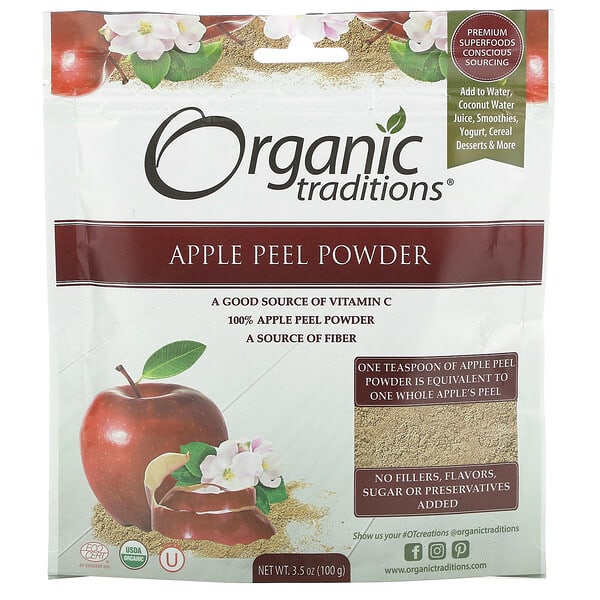 PREMIUM
SUPERFOODS
CONSCIOUS
SOURCING
Add to Water,
Coconut Water
Juice, Smoothies,
Yogurt, Cereal
Desserts & More
Organic
traditions®
APPLE PEEL POWDER
A GOOD SOURCE OF VITAMIN C
100% APPLE PEEL POWDER
A SOURCE OF FIBER
ONE TEASPOON OF APPLE PEEL
POWDER IS EQUIVALENT TO
ONE WHOLE APPLE'S PEEL
NO FILLERS, FLAVORS,
SUGAR OR PRESERVATIVES
ADDED
Show us your #OTcreations @organictraditions
ECO
CERT
USDA
ORGANIC
U
NET WT. 3.5 oz (100 g)
www.organictraditions.com